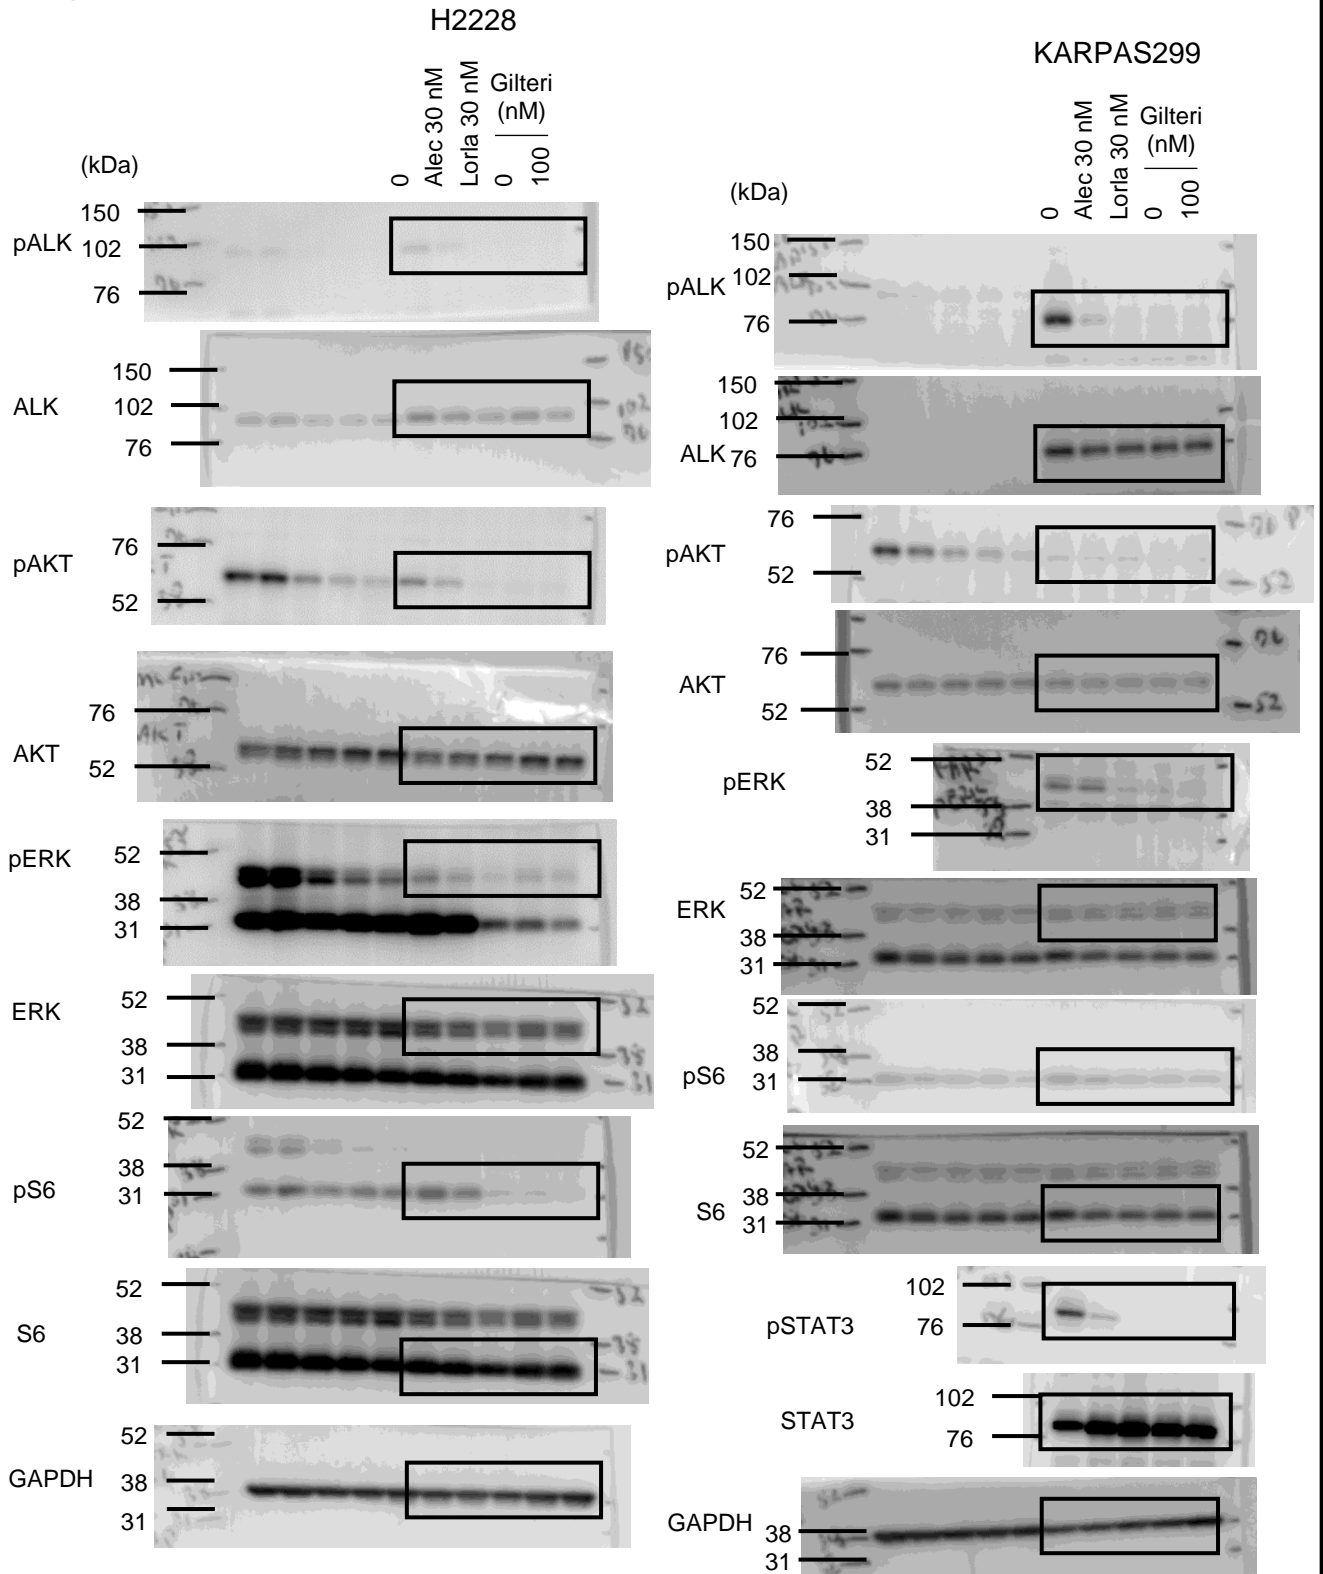 H2228
Alec 30 nM
Lorla 30 nM
Gilteri
(nM)
0
0
100
(kDa)
pALK
150
102
76
ALK
150
102
76
pAKT
76
52
AKT
76
52
pERK
52
38
31
ERK
52
38
31
pS6
52
38
31
S6
52
38
31
GAPDH
52
38
31
KARPAS299
Alec 30 nM
Lorla 30 nM
Gilteri
(nM)
0
0
100
(kDa)
pALK
150
102
76
ALK
150
102
76
pAKT
76
52
AKT
76
52
pERK
52
38
31
ERK
52
38
31
pS6
52
38
31
S6
52
38
31
pSTAT3
102
76
STAT3
102
76
GAPDH
38
31